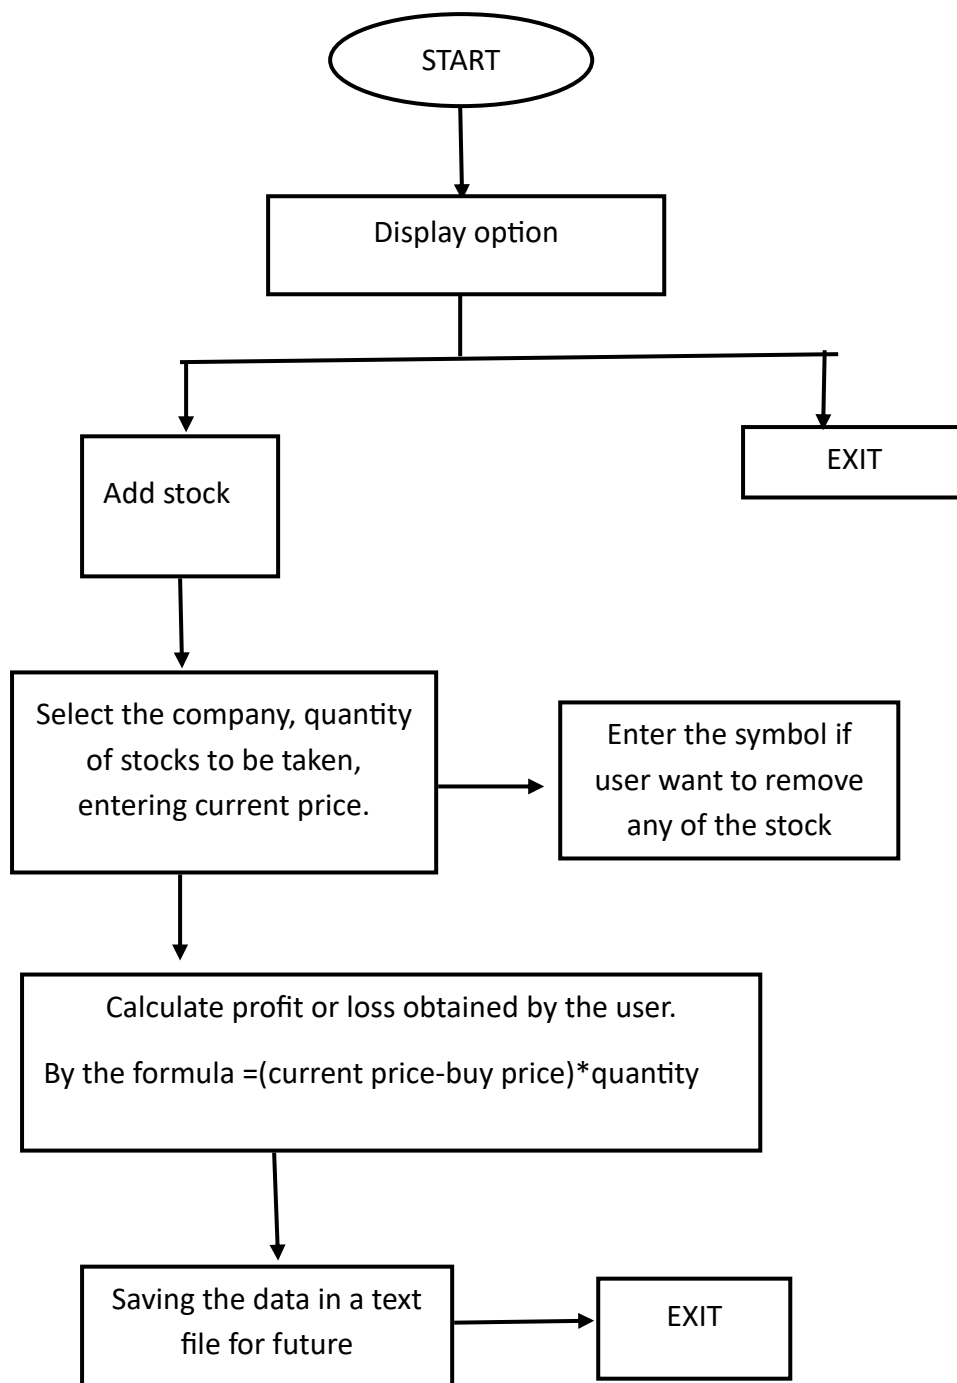 START
Display option
Add stock
EXIT
Select the company, quantity
of stocks to be taken,
entering current price.
Enter the symbol if
user want to remove
any of the stock
Calculate profit or loss obtained by the user.
By the formula =(current price-buy price)*quantity
Saving the data in a text
file for future
EXIT